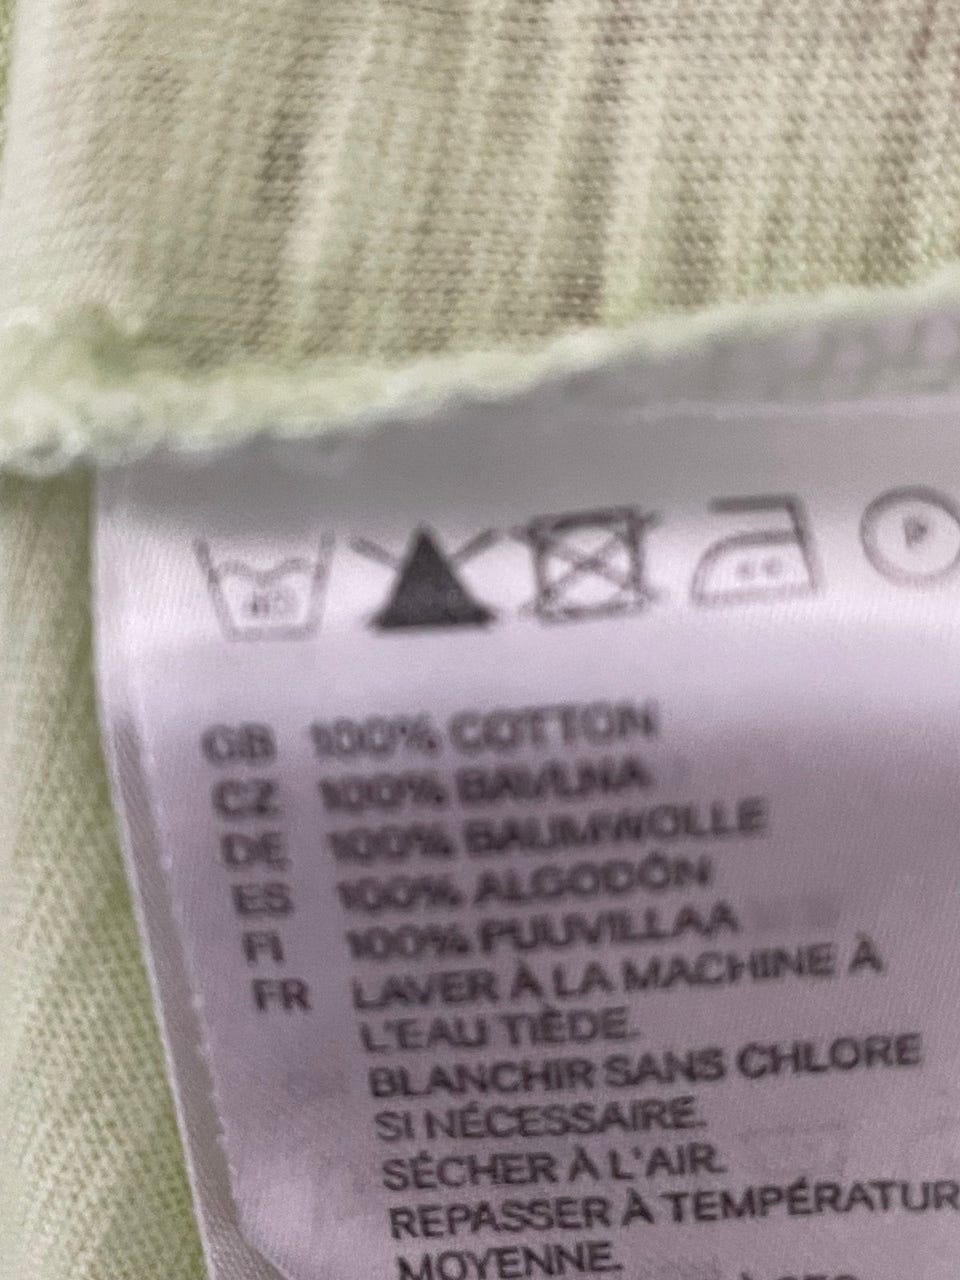 40
P
GB 100% COTTON
CZ 100% BAVLNA
DE 100% BAUMWOLLE
ES 100% ALGODÓN
FI 100% PUUVILLAA
FR LAVER À LA MACHINE À
L'EAU TIÈDE.
BLANCHIR SANS CHLORE
SI NÉCESSAIRE.
SÉCHER À L'AIR.
REPASSER À TEMPÉRATUR
MOYENNE.